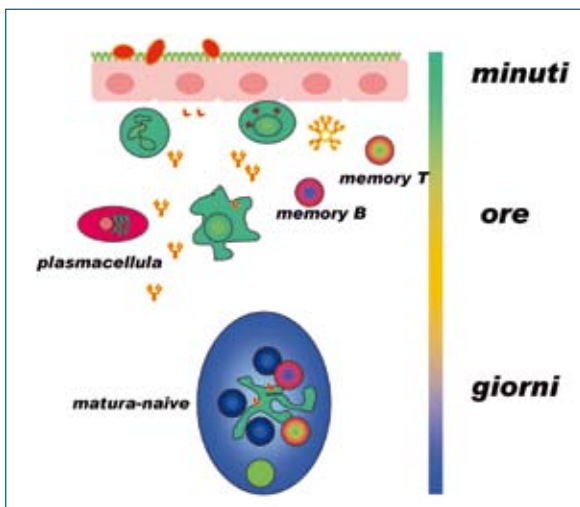 minuti
memory T
memory B
ore
plasmacellula
matura-naive
giorni